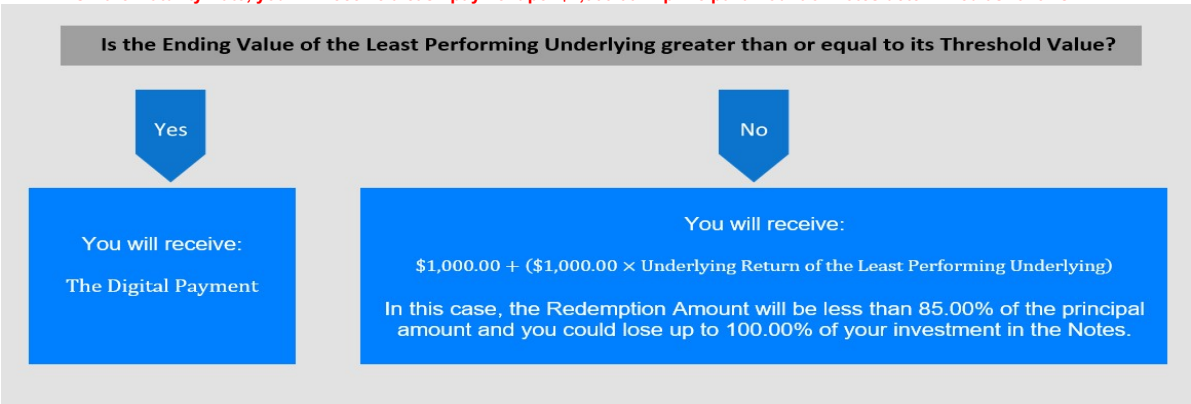 Is the Ending Value of the Least Performing Underlying greater than or equal to its Threshold Value?
Yes
No
You will receive:
The Digital Payment
You will receive:
$1,000.00 + ($1,000.00 × Underlying Return of the Least Performing Underlying)
In this case, the Redemption Amount will be less than 85.00% of the principal
amount and you could lose up to 100.00% of your investment in the Notes.